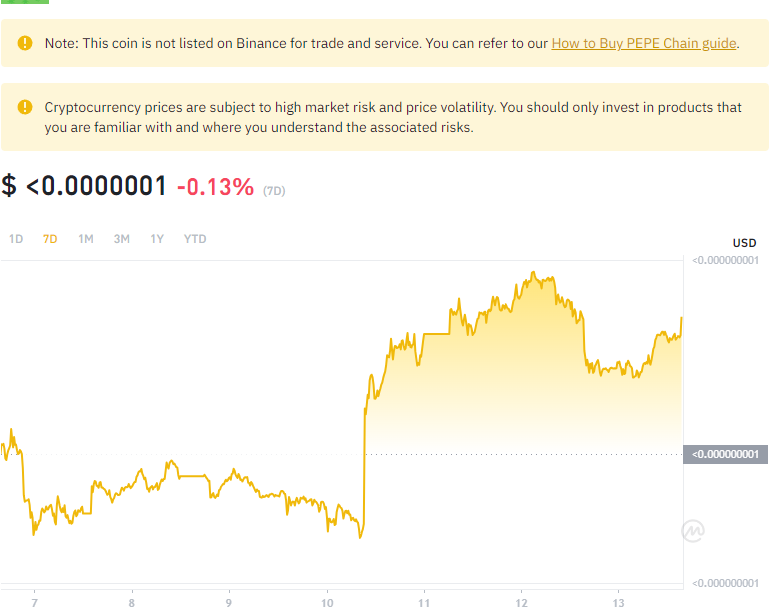 Note: This coin is not listed on Binance for trade and service. You can refer to our How to Buy PEPE Chain guide.
Cryptocurrency prices are subject to high market risk and price volatility. You should only invest in products that
you are familiar with and where you understand the associated risks.
$ <0.0000001 -0.13% (7D)
1D 7D 1M 3M 1Y YTD
USD
<0.000000001
<0.000000001
<0.000000001
7 8 9 10 11 12 13